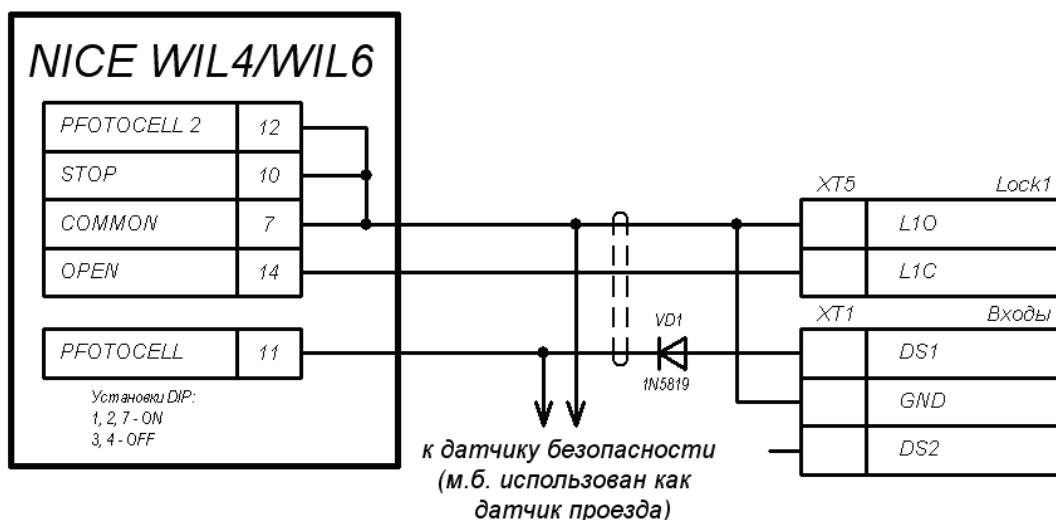 NICE WIL4/WIL6
PFOTOCELL 2 12
STOP 10
COMMON 7
OPEN 14
PFOTOCELL 11
Установки DIP:
1, 2, 7 - ON
3, 4 - OFF
XT5 Lock1
L1O
L1C
XT1 Входы
DS1
GND
DS2
VD1
1N5819
к датчику безопасности
(м.б. использован как
датчик проезда)